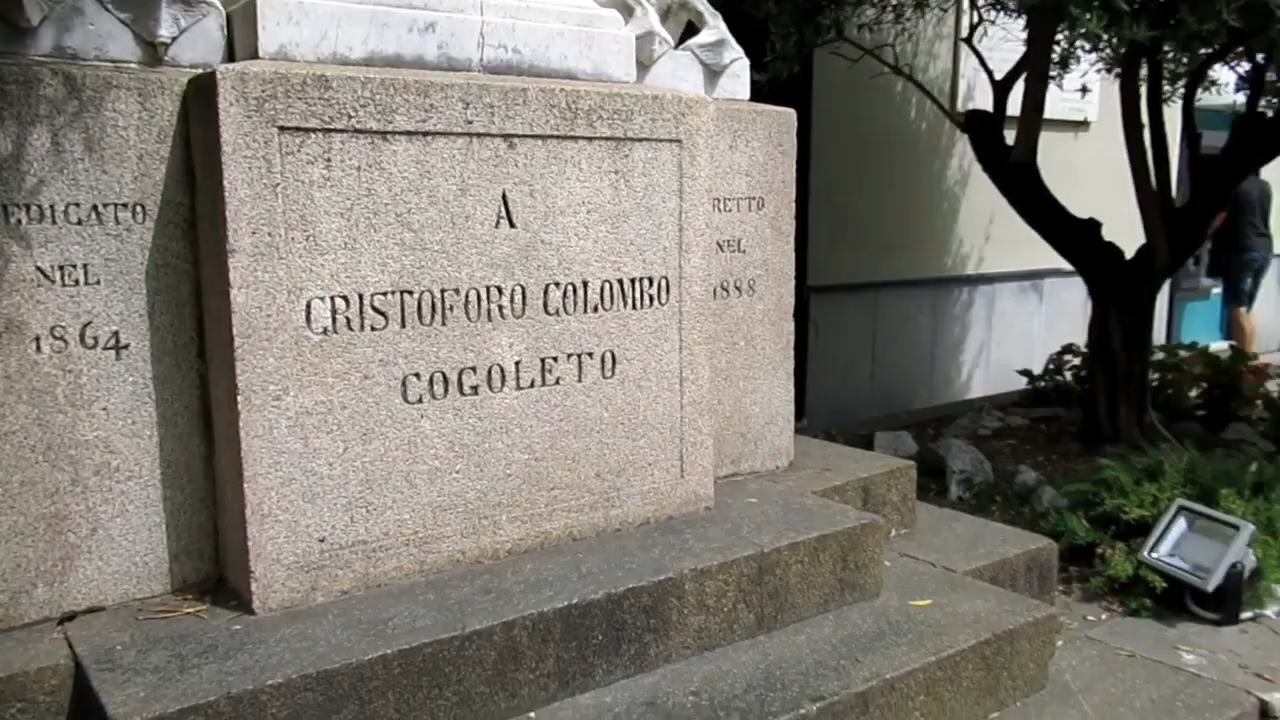 EDICATO
NEL
1864
A
CRISTOFORO COLOMBO
COGOLETO
RETTO
NEL
1888